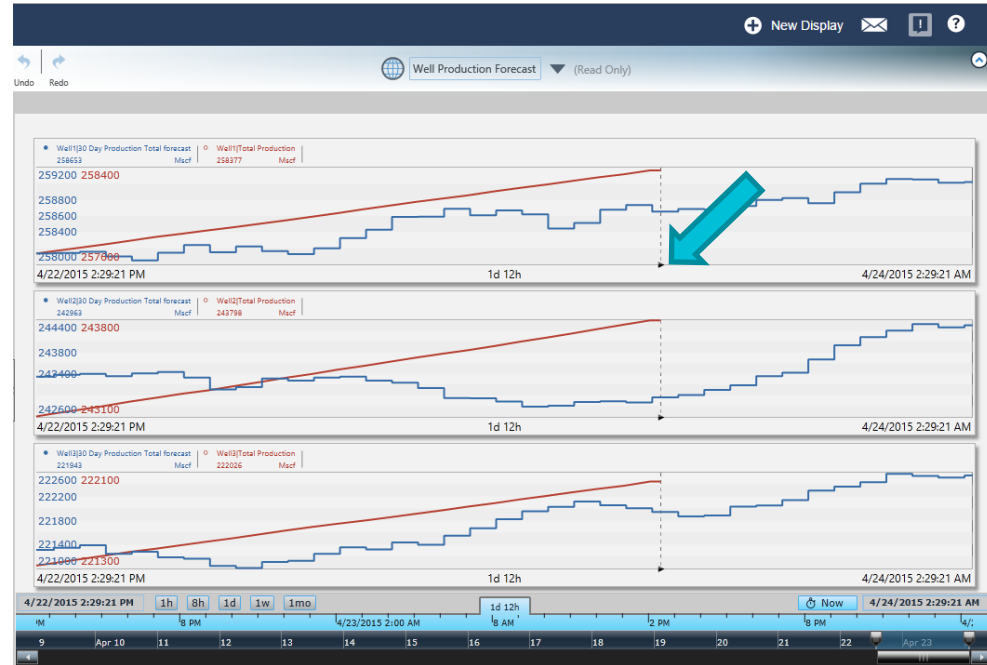 New Display ! ?
Undo Redo Well Production Forecast (Read Only)
Well1|30 Day Production Total forecast Well1|Total Production
258653 Mscf 258377 Mscf
259200 258400
258800
258600
258400
258000 257600
4/22/2015 2:29:21 PM 1d 12h 4/24/2015 2:29:21 AM
Well2|30 Day Production Total forecast Well2|Total Production
242963 Mscf 243798 Mscf
244400 243800
243800
243400
242600 243100
4/22/2015 2:29:21 PM 1d 12h 4/24/2015 2:29:21 AM
Well3|30 Day Production Total forecast Well3|Total Production
221943 Mscf 222026 Mscf
222600 222100
222200
221800
221400
221000 221300
4/22/2015 2:29:21 PM 1d 12h 4/24/2015 2:29:21 AM
4/22/2015 2:29:21 PM 1h 8h 1d 1w 1mo 1d 12h Now 4/24/2015 2:29:21 AM
8 PM 4/23/2015 2:00 AM 8 AM 2 PM 8 PM
9 Apr 10 11 12 13 14 15 16 17 18 19 20 21 22 Apr 23